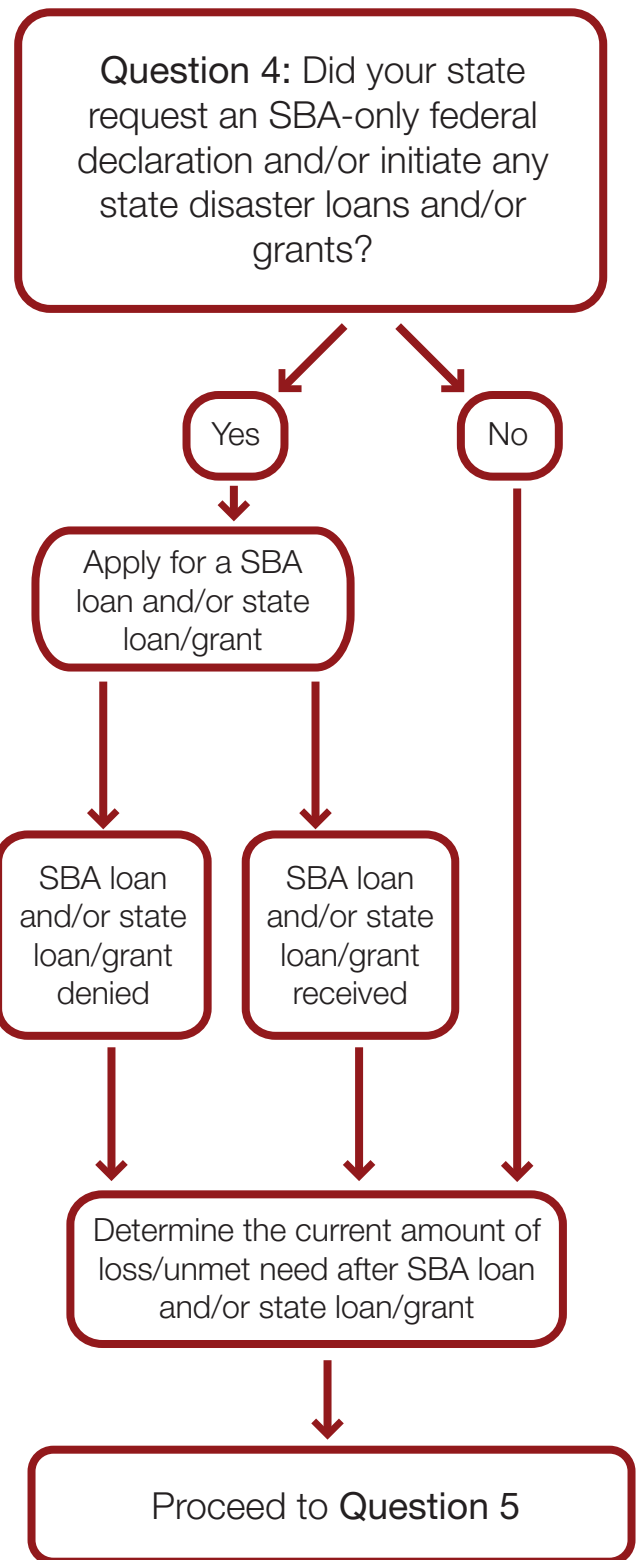 Question 4: Did your state
request an SBA-only federal
declaration and/or initiate any
state disaster loans and/or
grants?
Yes
No
Apply for a SBA
loan and/or state
loan/grant
SBA loan
and/or state
loan/grant
denied
SBA loan
and/or state
loan/grant
received
Determine the current amount of
loss/unmet need after SBA loan
and/or state loan/grant
Proceed to Question 5